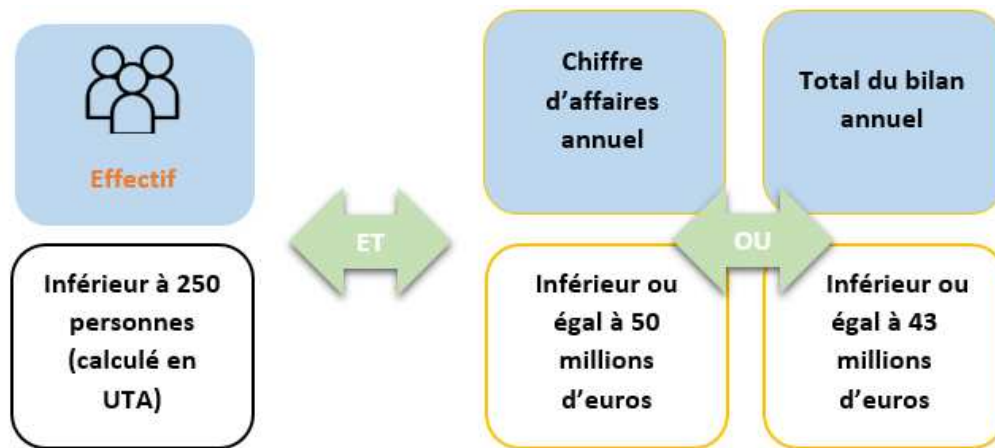 Effectif
Inférieur à 250
personnes
(calculé en
UTA)
ET
Chiffre
d’affaires
annuel
Inférieur ou
égal à 50
millions
d’euros
OU
Total du bilan
annuel
Inférieur ou
égal à 43
millions
d’euros